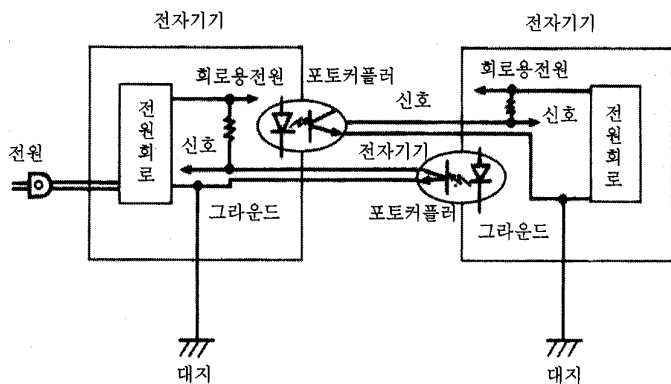 전자기기
전자기기
회로용전원
포토커플러
회로용전원
신호
신호
전원회로
전원회로
전원
신호
전자기기
그라운드
포토커플러
그라운드
대지
대지